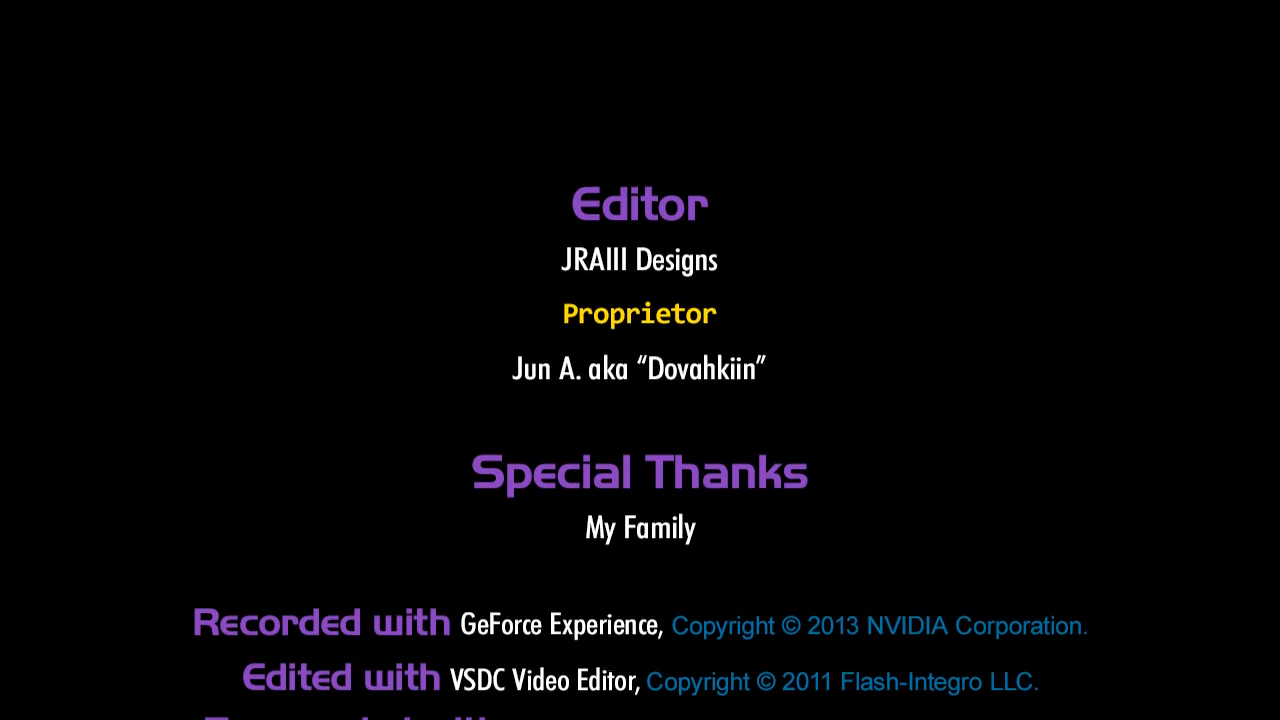 Editor
JRAIII Designs
Proprietor
Jun A. aka “Dovahkiin”
Special Thanks
My Family
Recorded with GeForce Experience, Copyright © 2013 NVIDIA Corporation.
Edited with VSDC Video Editor, Copyright © 2011 Flash-Integro LLC.